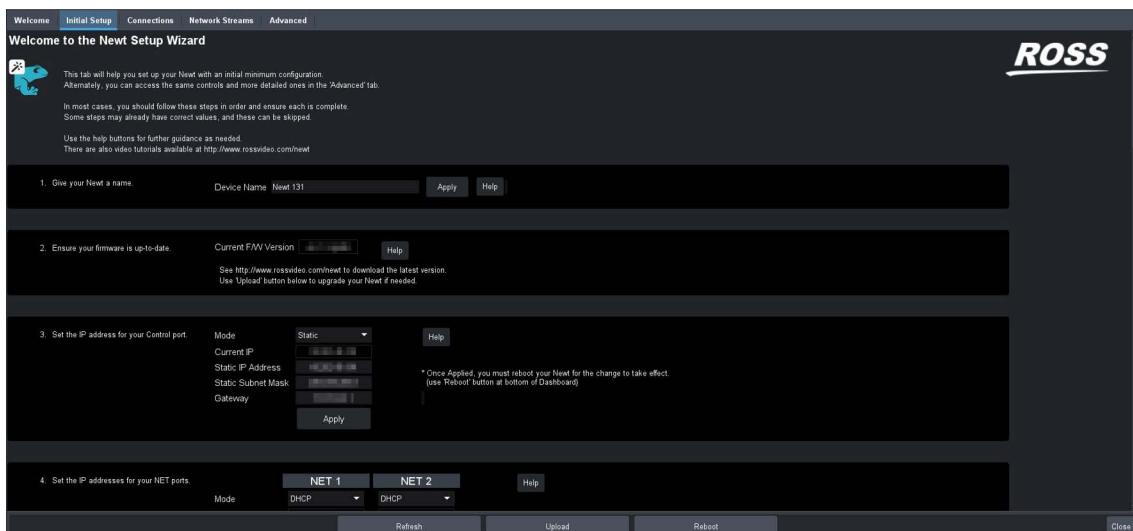 Welcome Initial Setup Connections Network Streams Advanced
Welcome to the Newt Setup Wizard
ROSS
This tab will help you set up your Newt with an initial minimum configuration.
Alternately, you can access the same controls and more detailed ones in the 'Advanced' tab.
In most cases, you should follow these steps in order and ensure each is complete.
Some steps may already have correct values, and these can be skipped.
Use the help buttons for further guidance as needed.
There are also video tutorials available at http://www.rossvideo.com/newt
1. Give your Newt a name. Device Name Newt 131 Apply Help
2. Ensure your firmware is up-to-date. Current F/W Version Help
See http://www.rossvideo.com/newt to download the latest version.
Use 'Upload' button below to upgrade your Newt if needed.
3. Set the IP address for your Control port. Mode Static Help
Current IP
Static IP Address
* Once Applied, you must reboot your Newt for the change to take effect.
Static Subnet Mask
(use 'Reboot' button at bottom of Dashboard)
Gateway
Apply
4. Set the IP addresses for your NET ports. NET 1 NET 2 Help
Mode DHCP DHCP
Refresh Upload Reboot Close